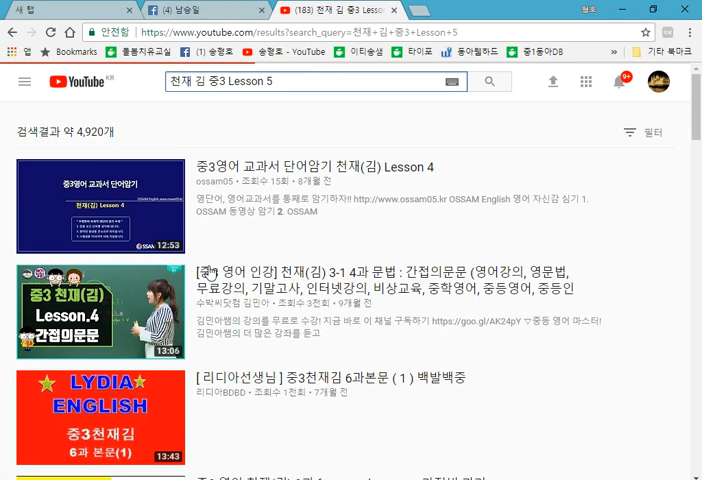 새 탭
(4) 남승일
(183) 천재 김 중3 Lesson
안전함 https://www.youtube.com/results?search_query=천재+김+중3+Lesson+5
앱 Bookmarks 돌봄치유교실 (1) 송형호 송형호 - YouTube 이티송샘 타이포 동아헬하드 중1동아DB 기타 북마크
YouTube KR
천재 김 중3 Lesson 5
9+
검색결과 약 4,920개
필터
중3영어 교과서 단어암기
천재(김) Lesson 4
OSSAM
12:53
중3영어 교과서 단어암기 천재(김) Lesson 4
ossam05 • 조회수 15회 • 8개월 전
영단어, 영어교과서를 통째로 암기하자!! http://www.ossam05.kr OSSAM English 영어 자신감 심기 1.
OSSAM 동영상 암기 2. OSSAM
중3 천재(김)
Lesson.4
간접의문문
13:06
영어 인강] 천재(김) 3-1 4과 문법 : 간접의문문 (영어강의, 영문법,
무료강의, 기말고사, 인터넷강의, 비상교육, 중학영어, 중등영어, 중등인
수박씨닷컴 김민아 • 조회수 3천회 • 9개월 전
김민아쌤의 강의를 무료로 수강! 지금 바로 이 채널 구독하기 https://goo.gl/AK24pY ▽중등 영어 마스터!
김민아쌤의 더 많은 강좌를 듣고
LYDIA
ENGLISH
중3천재김
6과 본문(1)
13:43
[ 리디아선생님 ] 중3천재김 6과본문 ( 1 ) 백발백중
리디아BDBD • 조회수 1천회 • 7개월 전